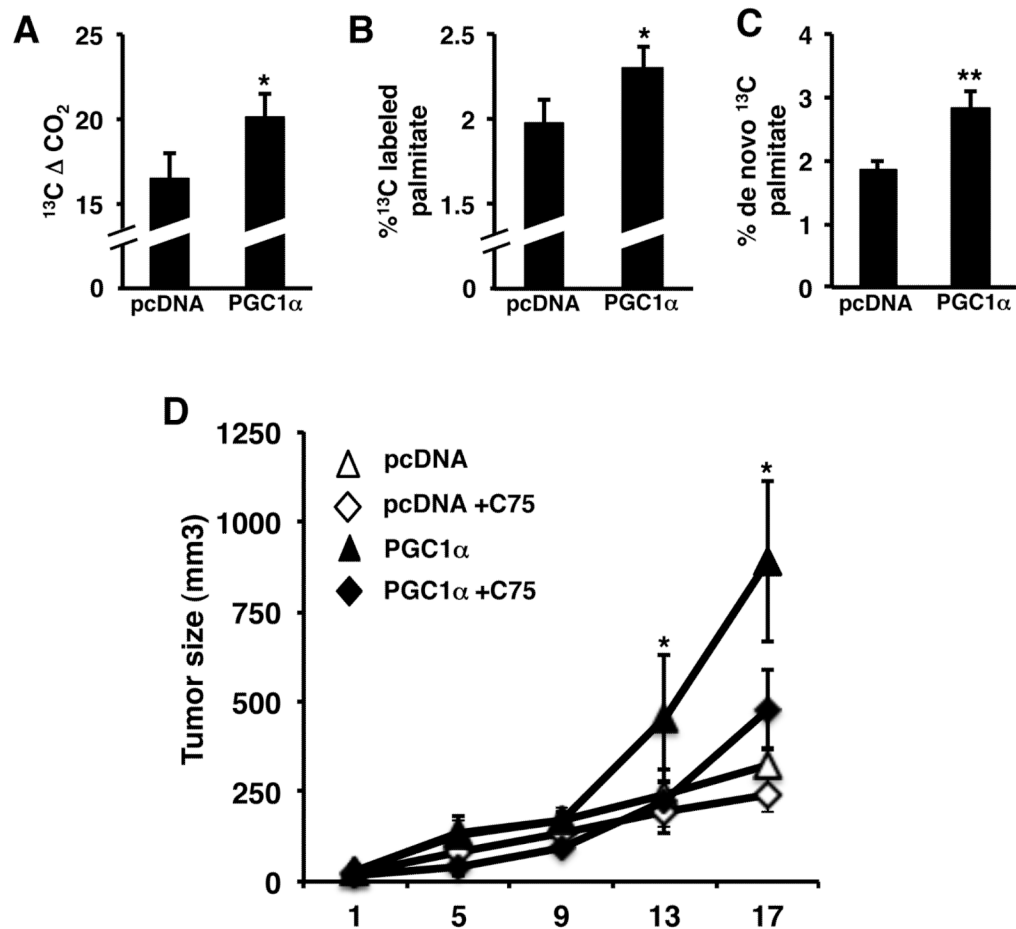 A
25
20
15
0
¹³C Δ CO₂
*
pcDNA PGC1α
B
2.5
2
1.5
0
%¹³C labeled
palmitate
*
pcDNA PGC1α
C
4
3
2
1
0
% de novo ¹³C
palmitate
**
pcDNA PGC1α
D
1250
1000
750
500
250
0
Tumor size (mm3)
pcDNA
pcDNA +C75
PGC1α
PGC1α +C75
*
*
1 5 9 13 17